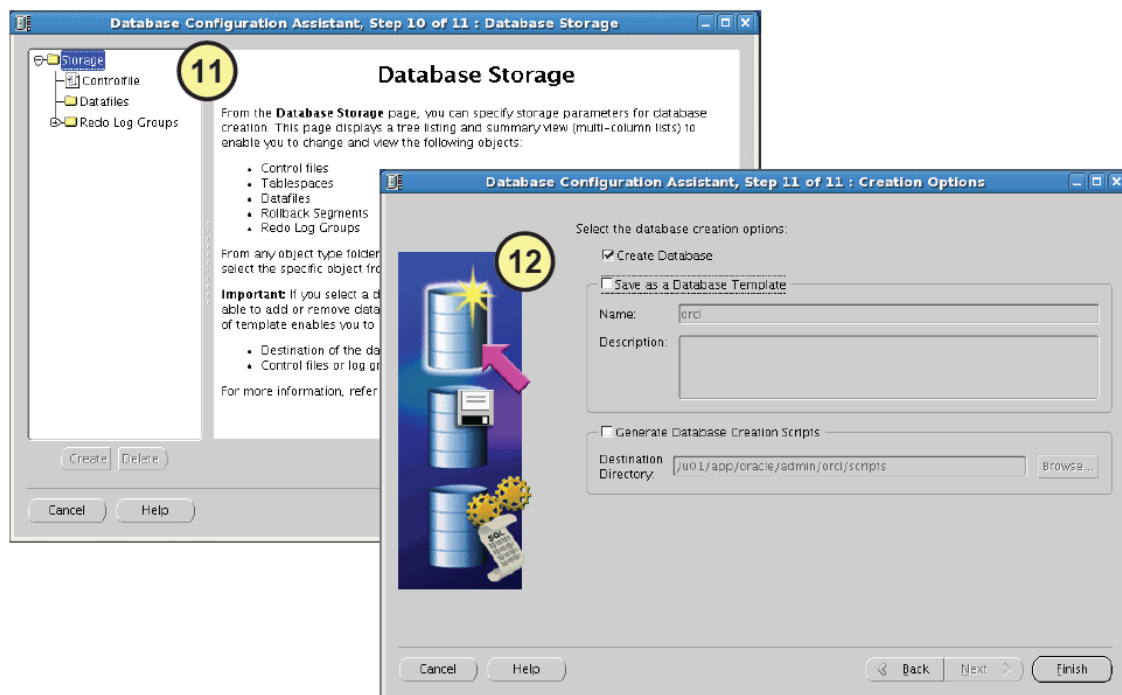 Database Configuration Assistant, Step 10 of 11 : Database Storage
Storage
Controlfile
Datafiles
Redo Log Groups
11
Database Storage
From the Database Storage page, you can specify storage parameters for database
creation. This page displays a tree listing and summary view (multi-column lists) to
enable you to change and view the following objects:
• Control files
• Tablespaces
• Datafiles
• Rollback Segments
• Redo Log Groups
From any object type folder
select the specific object
Important: If you select a
able to add or remove
of template enables you to
• Destination of the
• Control files or log
For more information, refer
Create
Delete
Cancel
Help
Database Configuration Assistant, Step 11 of 11 : Creation Options
12
Select the database creation options:
Create Database
Save as a Database Template
Name:
orcl
Description:
Generate Database Creation Scripts
Destination
Directory:
/u01/app/oracle/admin/orcl/scripts
Browse...
SQL
Cancel
Help
Back
Next
Finish